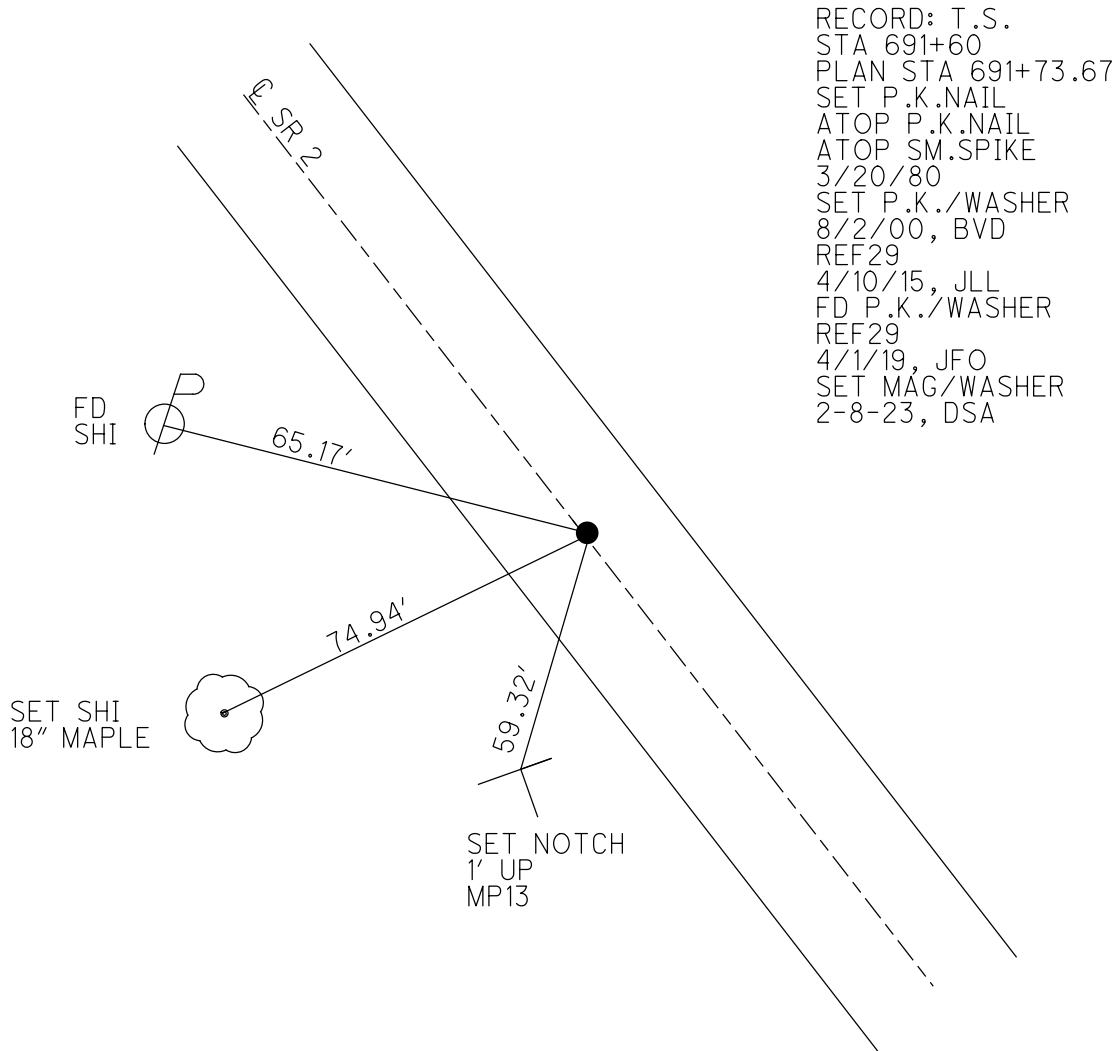 RECORD: T.S.
STA 691+60
PLAN STA 691+73.67
SET P.K.NAIL
ATOP P.K.NAIL
ATOP SM.SPIKE
3/20/80
SET P.K./WASHER
8/2/00, BVD
REF29
4/10/15, JLL
FD P.K./WASHER
REF29
4/1/19, JFO
SET MAG/WASHER
2-8-23, DSA
℄ SR 2
FD
SHI
65.17'
74.94'
SET SHI
18" MAPLE
59.32'
SET NOTCH
1' UP
MP13